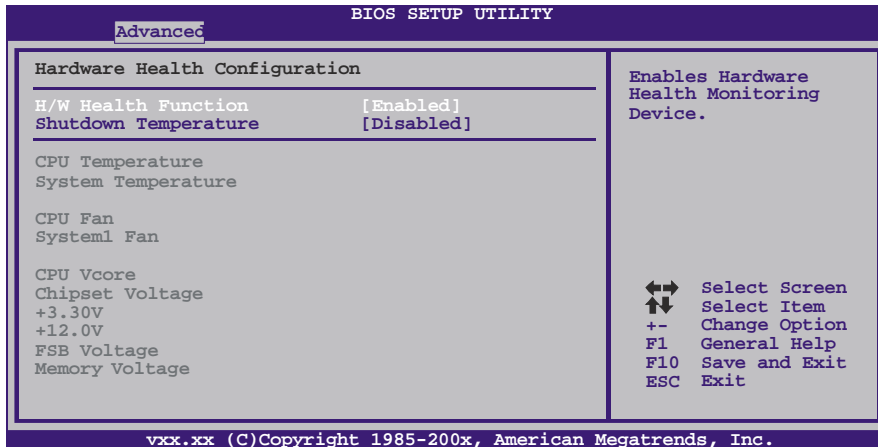 BIOS SETUP UTILITY
Advanced
Hardware Health Configuration
H/W Health Function [Enabled]
Shutdown Temperature [Disabled]
CPU Temperature
System Temperature
CPU Fan
System1 Fan
CPU Vcore
Chipset Voltage
+3.30V
+12.0V
FSB Voltage
Memory Voltage
Enables Hardware
Health Monitoring
Device.
Select Screen
Select Item
+- Change Option
F1 General Help
F10 Save and Exit
ESC Exit
vxx.xx (C)Copyright 1985-200x, American Megatrends, Inc.